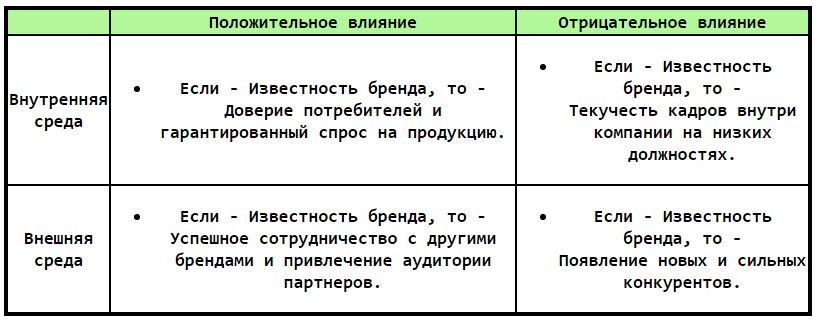 Положительное влияние
Отрицательное влияние
Внутренняя
среда
• Если - Известность бренда, то -
Доверие потребителей и
гарантированный спрос на продукцию.
• Если - Известность
бренда, то -
Текучесть кадров внутри
компании на низких
должностях.
Внешняя
среда
• Если - Известность бренда, то -
Успешное сотрудничество с другими
брендами и привлечение аудитории
партнеров.
• Если - Известность
бренда, то -
Появление новых и сильных
конкурентов.